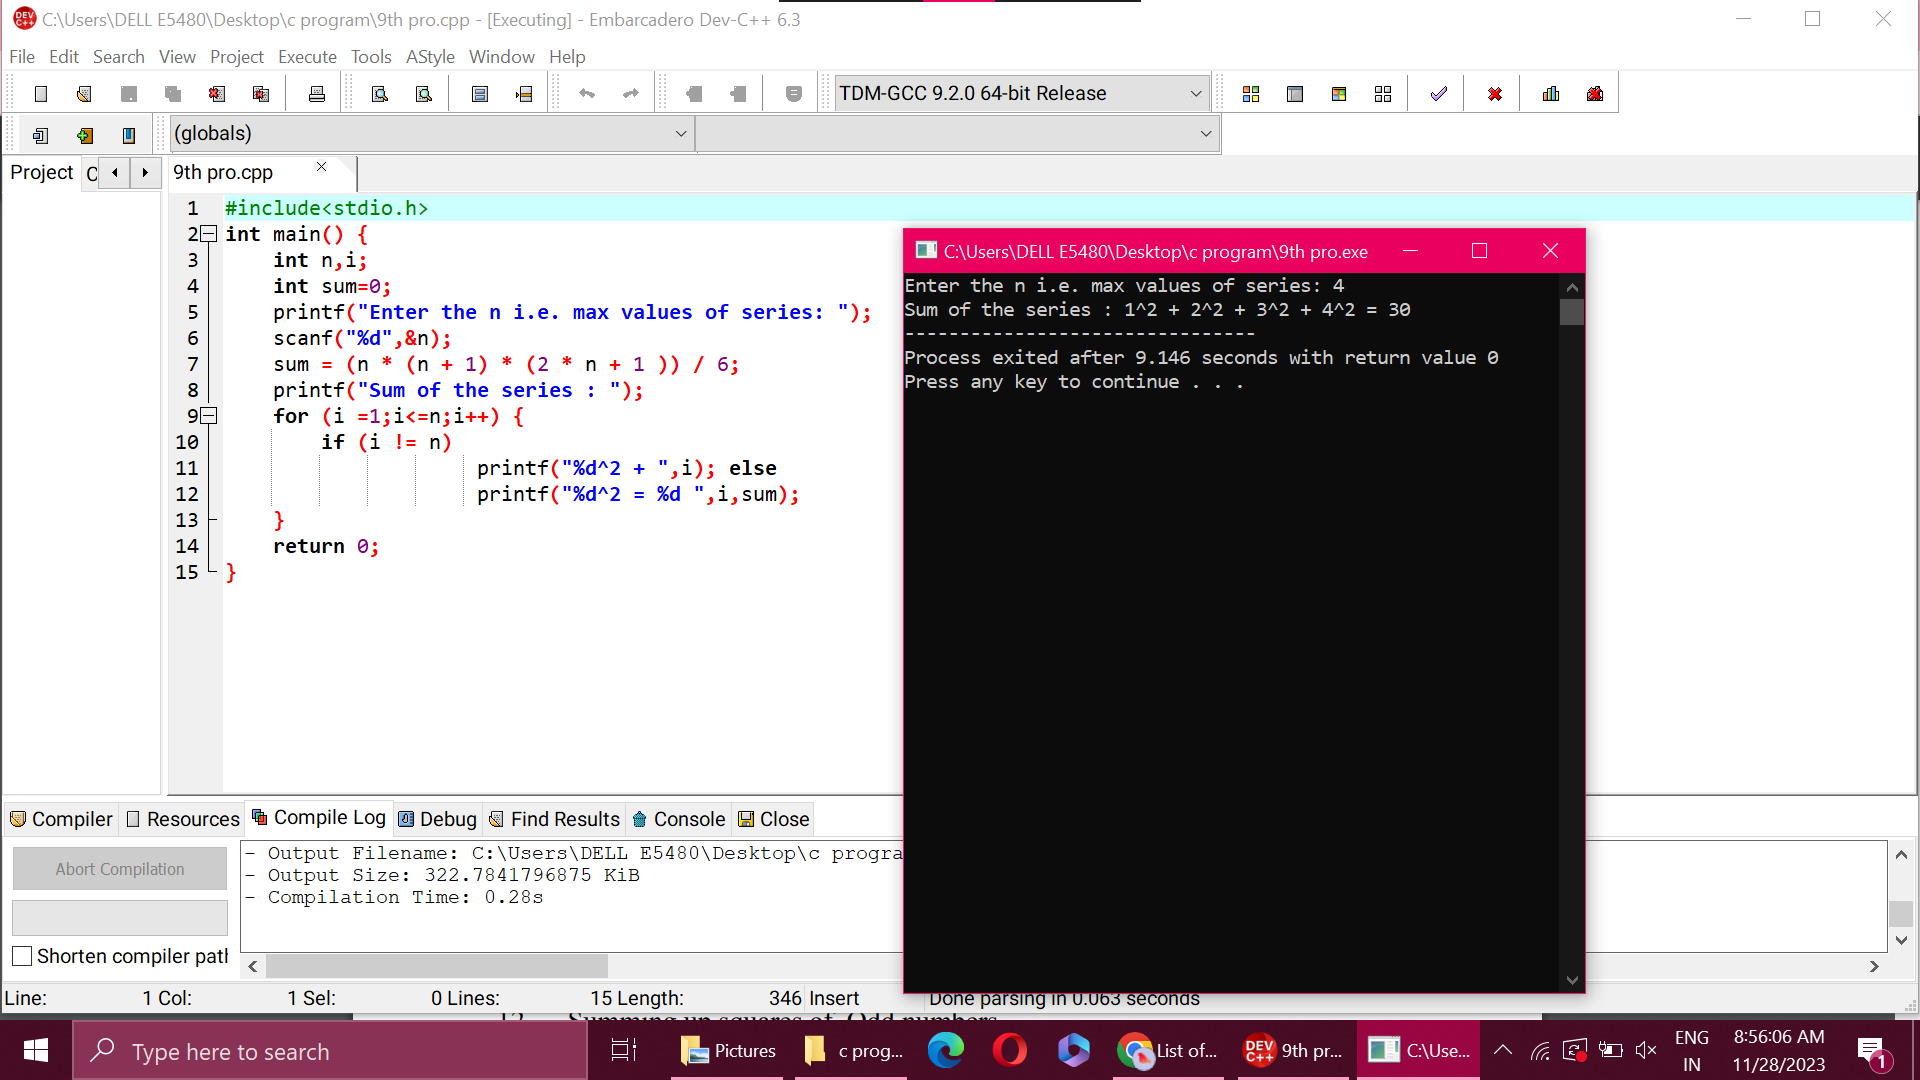 C:\Users\DELL E5480\Desktop\c program\9th pro.cpp - [Executing] - Embarcadero Dev-C++ 6.3
File Edit Search View Project Execute Tools AStyle Window Help
TDM-GCC 9.2.0 64-bit Release
(globals)
Project C 9th pro.cpp
1 #include<stdio.h>
2 int main() {
3 int n,i;
4 int sum=0;
5 printf("Enter the n i.e. max values of series: ");
6 scanf("%d",&n);
7 sum = (n * (n + 1) * (2 * n + 1 )) / 6;
8 printf("Sum of the series : ");
9 for (i =1;i<=n;i++) {
10 if (i != n)
11 printf("%d^2 + ",i); else
12 printf("%d^2 = %d ",i,sum);
13 }
14 return 0;
15 }
C:\Users\DELL E5480\Desktop\c program\9th pro.exe
Enter the n i.e. max values of series: 4
Sum of the series : 1^2 + 2^2 + 3^2 + 4^2 = 30
--------------------------------
Process exited after 9.146 seconds with return value 0
Press any key to continue . . .
Compiler Resources Compile Log Debug Find Results Console Close
Abort Compilation
Shorten compiler path
- Output Filename: C:\Users\DELL E5480\Desktop\c progra
- Output Size: 322.7841796875 KiB
- Compilation Time: 0.28s
Line: 1 Col: 1 Sel: 0 Lines: 15 Length: 346 Insert Done parsing in 0.063 seconds
Summing up squares of Odd numbers
Type here to search
Pictures c prog... List of... DEV C++ 9th pr... C:\Use...
ENG IN
8:56:06 AM
11/28/2023
1